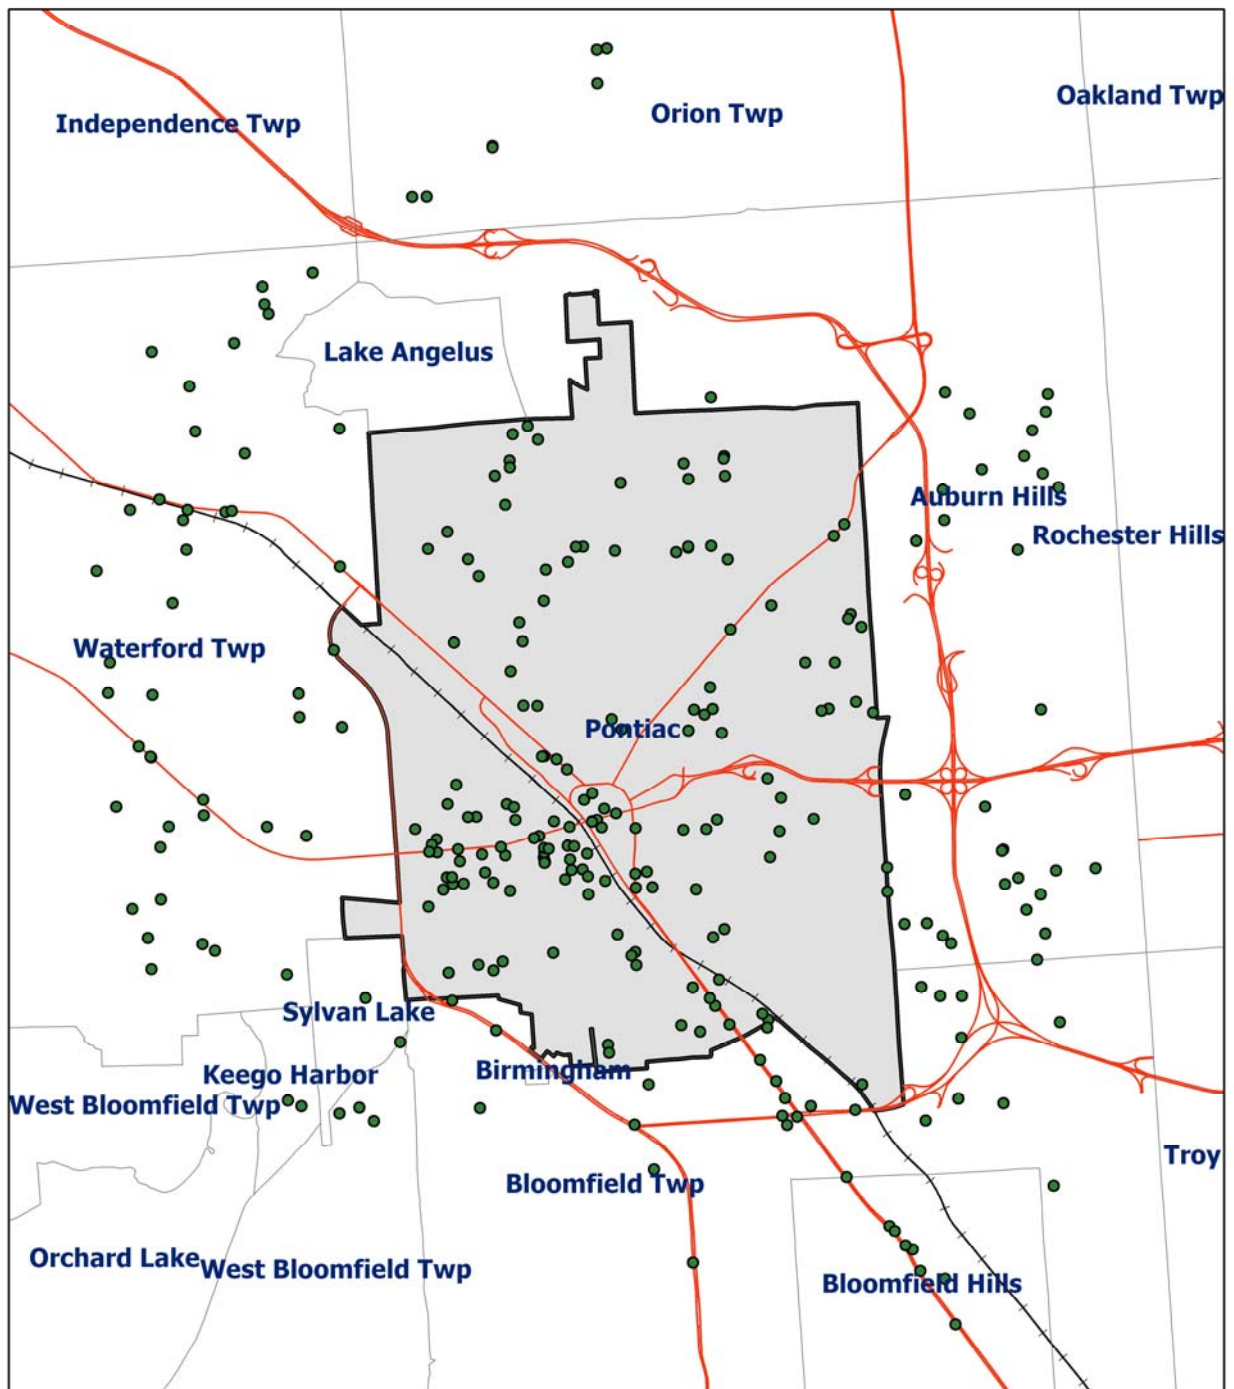 Oakland Twp
Orion Twp
Independence Twp
Lake Angelus
Auburn Hills
Rochester Hills
Waterford Twp
Pontiac
Sylvan Lake
Birmingham
Keego Harbor
West Bloomfield Twp
Troy
Bloomfield Twp
Orchard Lake
West Bloomfield Twp
Bloomfield Hills